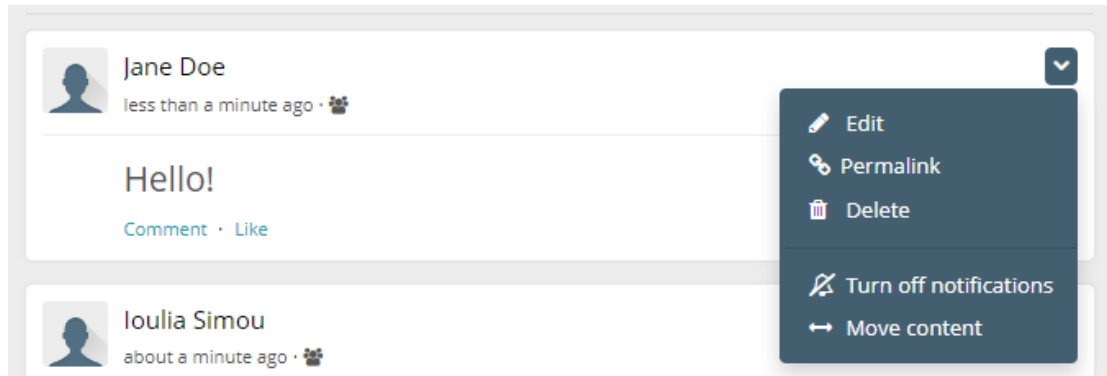 Jane Doe
less than a minute ago ·
Hello!
Comment · Like
Edit
Permalink
Delete
Turn off notifications
Move content
Ioulia Simou
about a minute ago ·